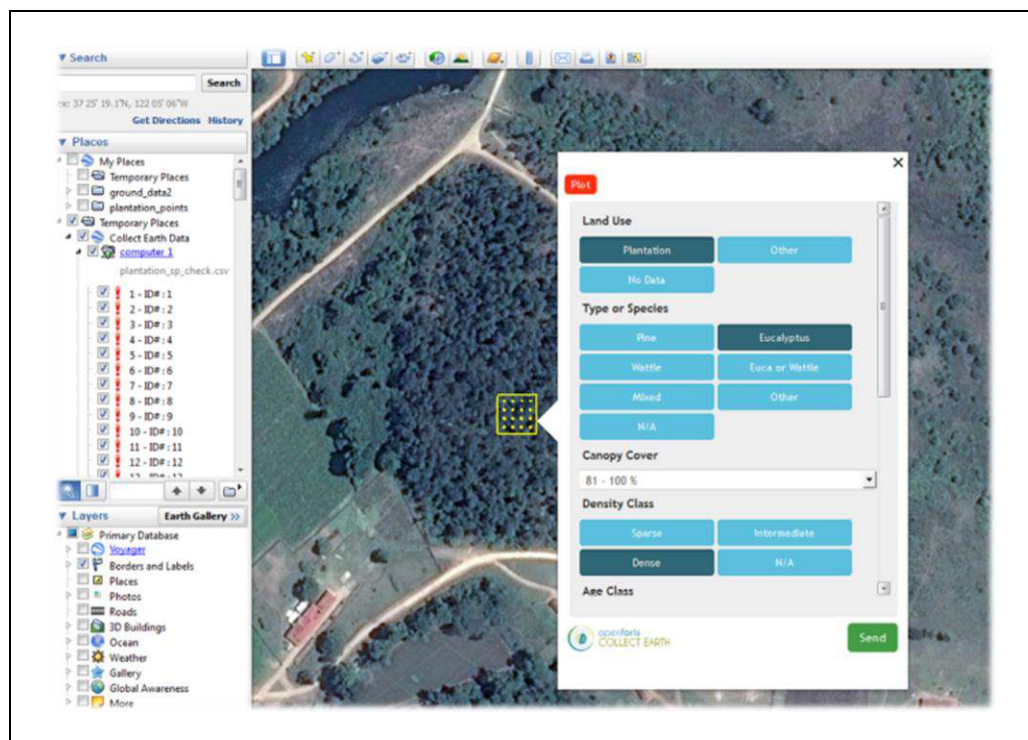 Search
Search
ex: 37 25' 19.1"N, 122 05' 06"W
Get Directions History
Places
My Places
Temporary Places
ground_data2
plantation_points
Temporary Places
Collect Earth Data
computer 1
plantation_sp_check.csv
1 - ID# : 1
2 - ID# : 2
3 - ID# : 3
4 - ID# : 4
5 - ID# : 5
6 - ID# : 6
7 - ID# : 7
8 - ID# : 8
9 - ID# : 9
10 - ID# : 10
11 - ID# : 11
12 - ID# : 12
Layers Earth Gallery >>
Primary Database
Voyager
Borders and Labels
Places
Photos
Roads
3D Buildings
Ocean
Weather
Gallery
Global Awareness
More
Plot
Land Use
Plantation Other
No Data
Type or Species
Pine Eucalyptus
Wattle Euca or Wattle
Mixed Other
N/A
Canopy Cover
81 - 100 %
Density Class
Sparse Intermediate
Dense N/A
Age Class
openforis
COLLECT EARTH
Send